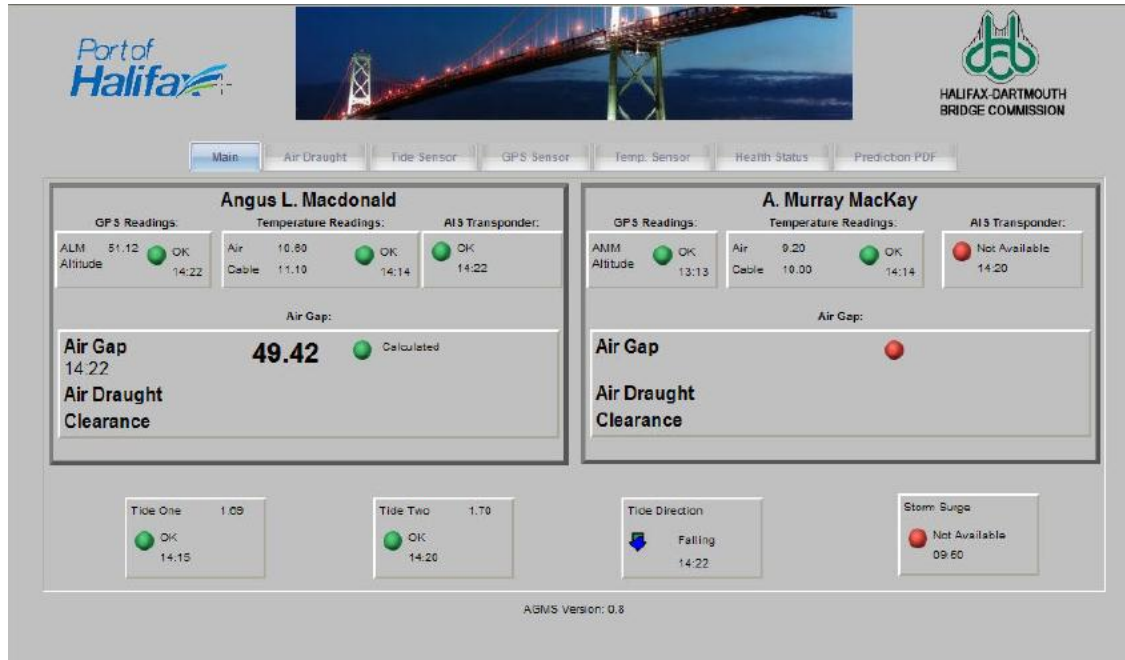 Port of
Halifax
HALIFAX-DARTMOUTH
BRIDGE COMMISSION
Main Air Draught Tide Sensor GPS Sensor Temp. Sensor Health Status Prediction PDF
Angus L. Macdonald
GPS Readings: Temperature Readings: AIS Transponder:
ALM 51.12 OK
Altitude 14:22
Air 10.60 OK
Cable 11.10 14:14
OK
14:22
Air Gap:
Air Gap 49.42 Calculated
14:22
Air Draught
Clearance
A. Murray MacKay
GPS Readings: Temperature Readings: AIS Transponder:
AMM OK
Altitude 13:13
Air 9.20 OK
Cable 10.00 14:14
Not Available
14:20
Air Gap:
Air Gap
Air Draught
Clearance
Tide One 1.69
OK
14:15
Tide Two 1.70
OK
14:20
Tide Direction
Falling
14:22
Storm Surge
Not Available
AGMS Version: 0.8